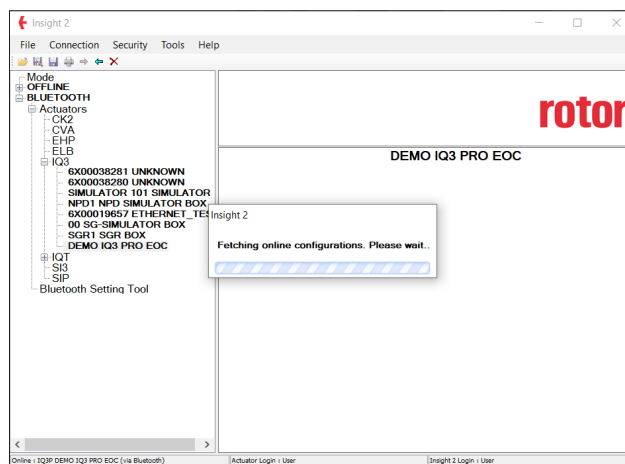 Insight 2
File Connection Security Tools Help
Mode
OFFLINE
BLUETOOTH
Actuators
CK2
CVA
EHP
ELB
IQ3
6X00038281 UNKNOWN
6X00038280 UNKNOWN
SIMULATOR 101 SIMULATOR
NPD1 NPD SIMULATOR BOX
6X00019657 ETHERNET_TES
00 SG-SIMULATOR BOX
SGR1 SGR BOX
DEMO IQ3 PRO EOC
IQT
SI3
SIP
Bluetooth Setting Tool
rotor
DEMO IQ3 PRO EOC
Insight 2
Fetching online configurations. Please wait..
Online : IQ3P DEMO IQ3 PRO EOC (via Bluetooth)
Actuator Login : User
Insight 2 Login : User